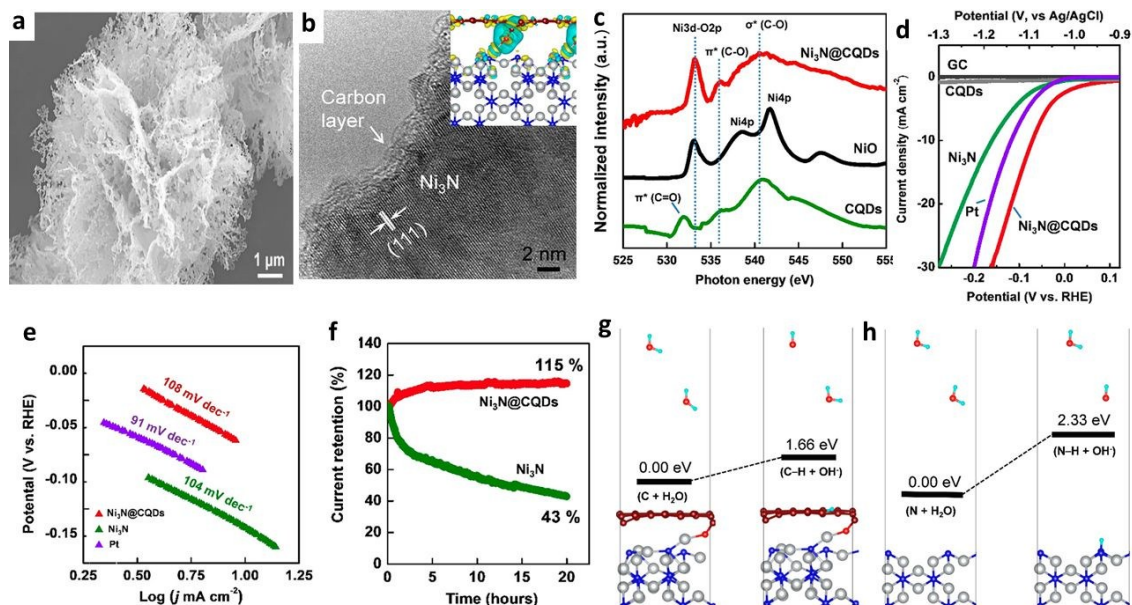 a
1 µm
b
Carbon
layer
Ni₃N
(111)
2 nm
c
Ni3d-O2p
σ* (C-O)
π* (C-O)
Ni₃N@CQDs
Ni4p
Ni4p
NiO
π* (C=O)
CQDs
Normalized intensity (a.u.)
525 530 535 540 545 550 555
Photon energy (eV)
d
Potential (V, vs Ag/AgCl)
-1.3 -1.2 -1.1 -1.0 -0.9
GC
CQDs
Ni₃N
Pt
Ni₃N@CQDs
Current density (mA cm⁻²)
0
-10
-20
-30
-0.2 -0.1 0.0 0.1
Potential (V vs. RHE)
e
Potental (V vs. RHE)
0.00
-0.05
-0.10
-0.15
108 mV dec⁻¹
91 mV dec⁻¹
104 mV dec⁻¹
Ni₃N@CQDs
Ni₃N
Pt
0.25 0.50 0.75 1.00 1.25
Log (j mA cm⁻²)
f
Current retention (%)
140
120
100
80
60
40
20
0
115 %
Ni₃N@CQDs
Ni₃N
43 %
0 5 10 15 20
Time (hours)
g
0.00 eV
(C + H₂O)
1.66 eV
(C–H + OH⁻)
h
0.00 eV
(N + H₂O)
2.33 eV
(N–H + OH⁻)